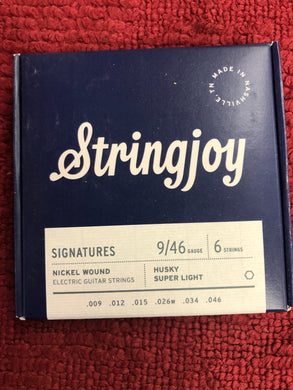 MADE IN NASHVILLE, TN
Stringjoy
SIGNATURES 9/46 GAUGE 6 STRINGS
NICKEL WOUND HUSKY
ELECTRIC GUITAR STRINGS SUPER LIGHT
.009 .012 .015 .026w .034 .046